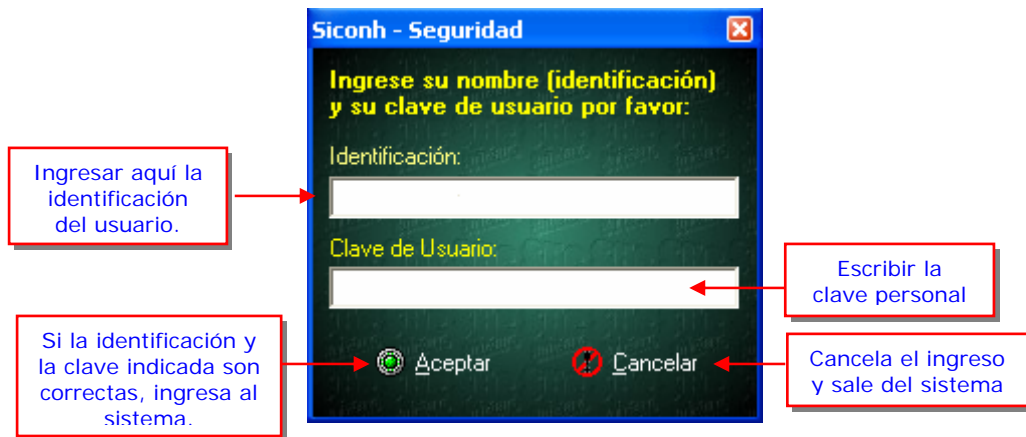 Siconh - Seguridad
Ingrese su nombre (identificación)
y su clave de usuario por favor:
Identificación:
Ingresar aquí la
identificación
del usuario.
Clave de Usuario:
Escribir la
clave personal
Si la identificación y
la clave indicada son
correctas, ingresa al
sistema.
Aceptar
Cancelar
Cancela el ingreso
y sale del sistema